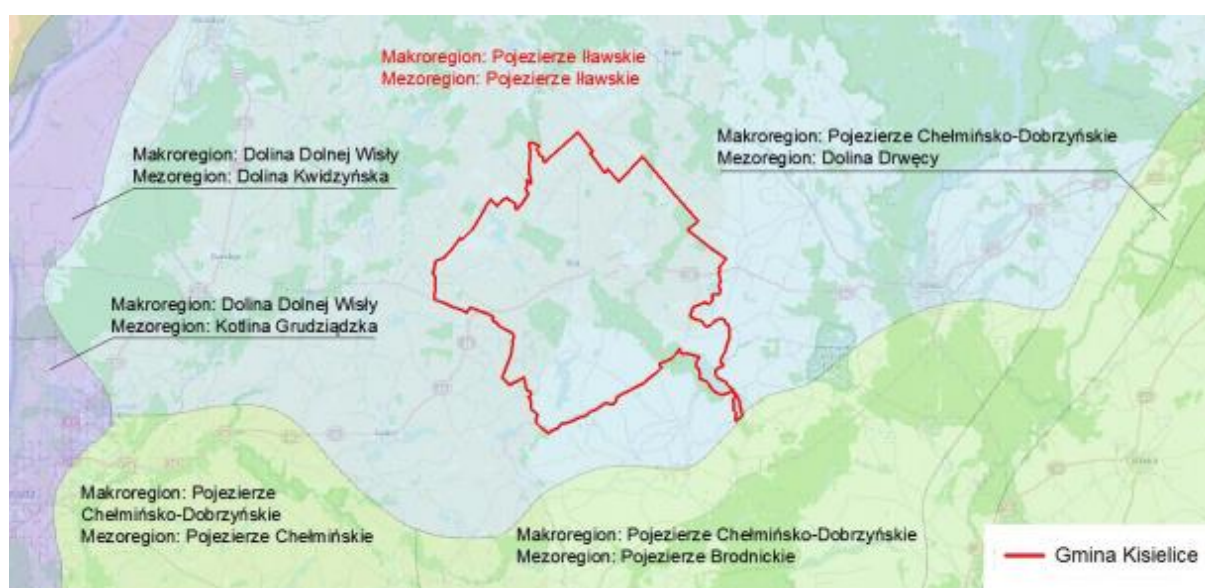 Makroregion: Pojezierze Iławskie
Mezoregion: Pojezierze Iławskie
Makroregion: Pojezierze Chełmińsko-Dobrzyńskie
Mezoregion: Dolina Drwęcy
Makroregion: Dolina Dolnej Wisły
Mezoregion: Dolina Kwidzyńska
Makroregion: Dolina Dolnej Wisły
Mezoregion: Kotlina Grudziądzka
Makroregion: Pojezierze
Chełmińsko-Dobrzyńskie
Mezoregion: Pojezierze Chełmińskie
Makroregion: Pojezierze Chełmińsko-Dobrzyńskie
Mezoregion: Pojezierze Brodnickie
Gmina Kisielice